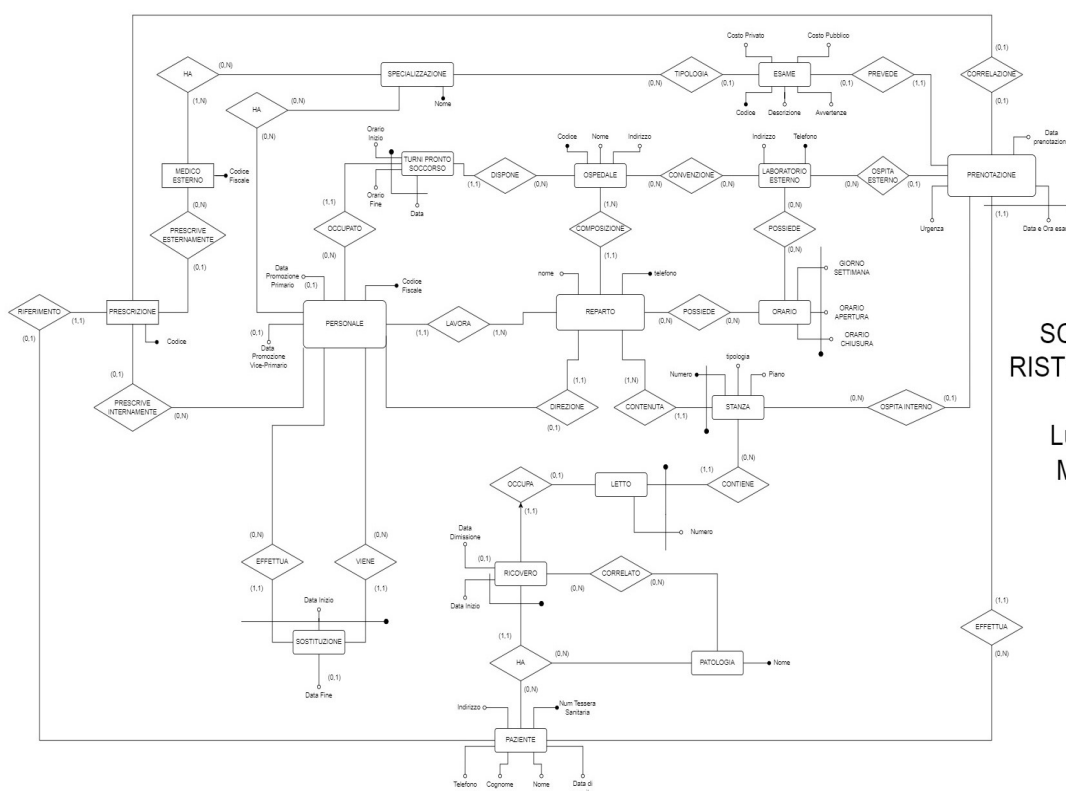 Costo Privato
Costo Pubblico
(0,1)
HA
(0,N)
SPECIALIZZAZIONE
(0,N)
TIPOLOGIA
(0,1)
ESAME
(0,1)
PREVEDE
(1,1)
CORRELAZIONE
(1,N)
HA
(0,N)
Nome
Codice
Descrizione
Avvertenze
(0,1)
(0,N)
Orario
Inizio
Data
prenotazion
TURNI PRONTO
SOCCORSO
Codice
Nome
Indirizzo
Indirizzo
Telefono
MEDICO
ESTERNO
Codice
Fiscale
Orario
Fine
Data
(1,1)
DISPONE
(0,N)
OSPEDALE
(0,N)
CONVENZIONE
(0,N)
LABORATORIO
ESTERNO
(0,N)
OSPITA
ESTERNO
(0,1)
PRENOTAZIONE
(0,N)
(1,1)
(1,N)
(0,N)
Urgenza
(1,1)
Data e Ora esam
PRESCRIVE
ESTERNAMENTE
OCCUPATO
COMPOSIZIONE
POSSIEDE
(0,1)
(0,N)
(1,1)
(0,N)
GIORNO
SETTIMANA
Data
Promozione
Primario
(0,1)
Codice
Fiscale
nome
telefono
RIFERIMENTO
(1,1)
PRESCRIZIONE
PERSONALE
(1,1)
LAVORA
(1,N)
REPARTO
(0,N)
POSSIEDE
(0,N)
ORARIO
ORARIO
APERTURA
(0,1)
Codice
(0,1)
Data
Promozione
Vice-Primario
ORARIO
CHIUSURA
SC
RIST
(0,1)
(1,1)
(1,N)
Numero
tipologia
Piano
PRESCRIVE
INTERNAMENTE
(0,N)
DIREZIONE
(0,1)
CONTENUTA
(1,1)
STANZA
(0,N)
OSPITA INTERNO
(0,1)
L
M
(0,N)
OCCUPA
(0,1)
LETTO
(1,1)
CONTIENE
(1,1)
Numero
(0,N)
(0,N)
Data
Dimissione
(0,1)
EFFETTUA
VIENE
RICOVERO
(0,N)
CORRELATO
(0,N)
(1,1)
(1,1)
Data Inizio
Data Inizio
(1,1)
(1,1)
EFFETTUA
SOSTITUZIONE
(0,1)
Data Fine
HA
(0,N)
(0,N)
PATOLOGIA
Nome
(0,N)
Indirizzo
Num Tessera
Sanitaria
PAZIENTE
Telefono
Cognome
Nome
Data di